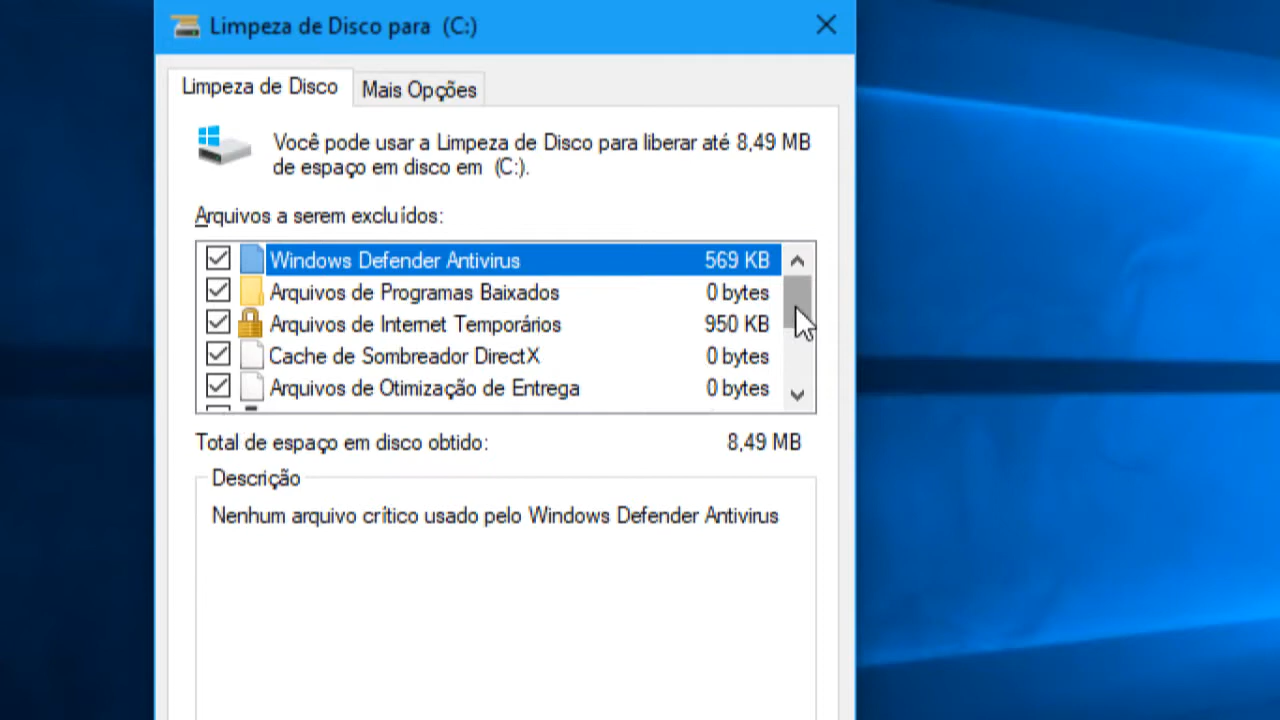 Limpeza de Disco para (C:)
Limpeza de Disco
Mais Opções
Você pode usar a Limpeza de Disco para liberar até 8,49 MB
de espaço em disco em (C:).
Arquivos a serem excluídos:
Windows Defender Antivirus 569 KB
Arquivos de Programas Baixados 0 bytes
Arquivos de Internet Temporários 950 KB
Cache de Sombreador DirectX 0 bytes
Arquivos de Otimização de Entrega 0 bytes
Total de espaço em disco obtido: 8,49 MB
Descrição
Nenhum arquivo crítico usado pelo Windows Defender Antivirus